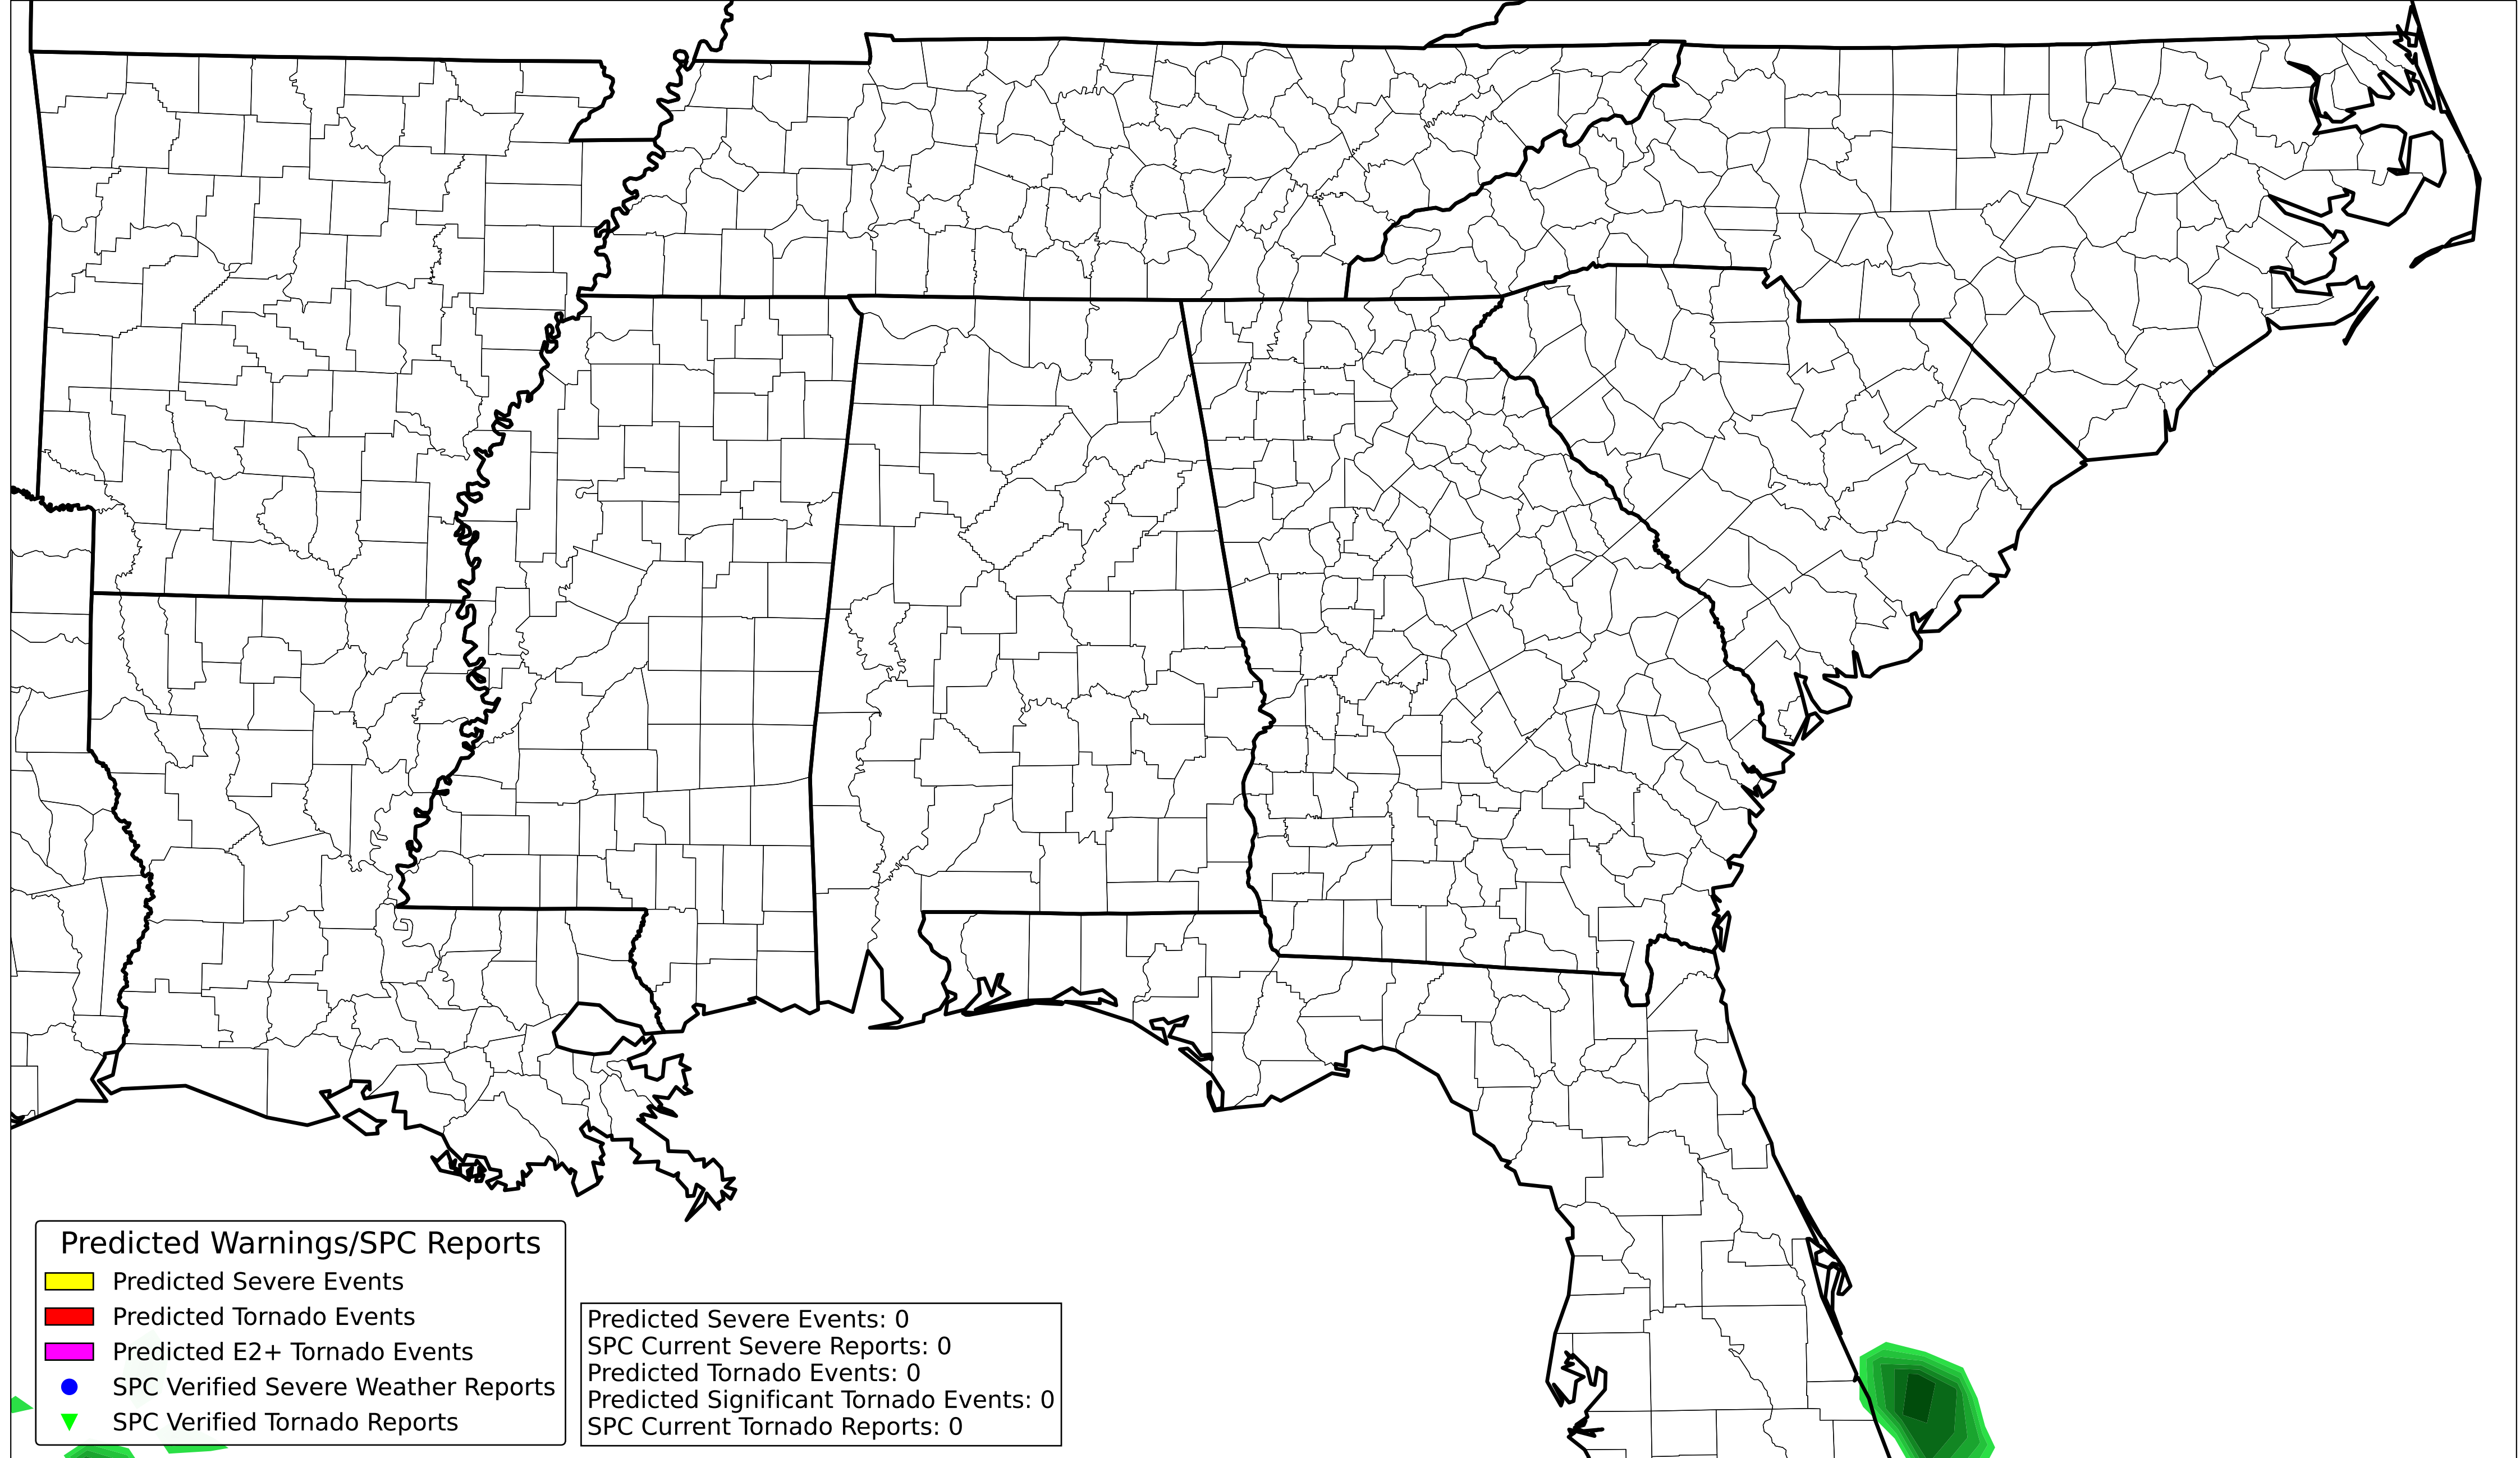 Predicted Warnings/SPC Reports
Predicted Severe Events
Predicted Tornado Events
Predicted E2+ Tornado Events
SPC Verified Severe Weather Reports
SPC Verified Tornado Reports
Predicted Severe Events: 0
SPC Current Severe Reports: 0
Predicted Tornado Events: 0
Predicted Significant Tornado Events: 0
SPC Current Tornado Reports: 0